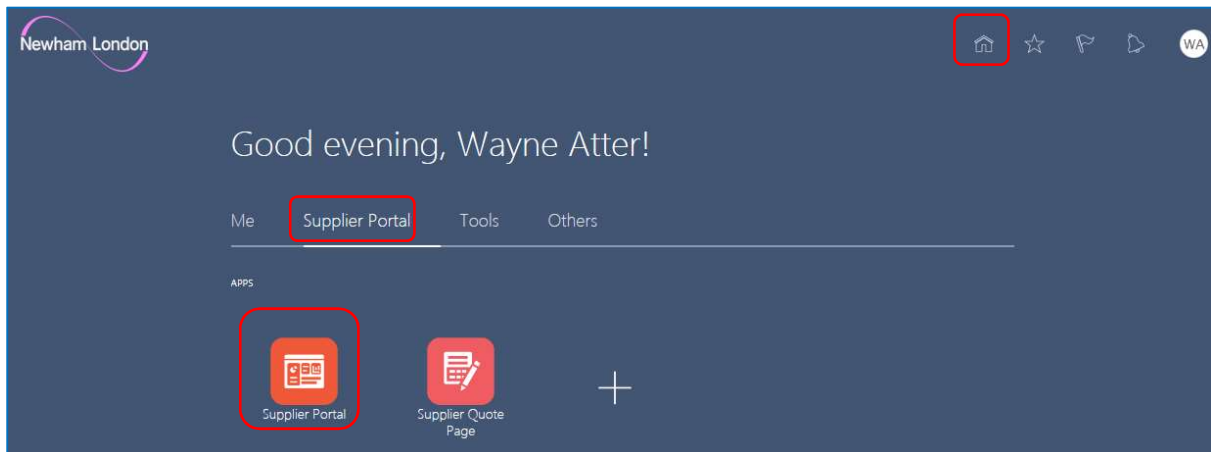 Newham London
WA
Good evening, Wayne Atter!
Me Supplier Portal Tools Others
APPS
Supplier Portal
Supplier Quote
Page